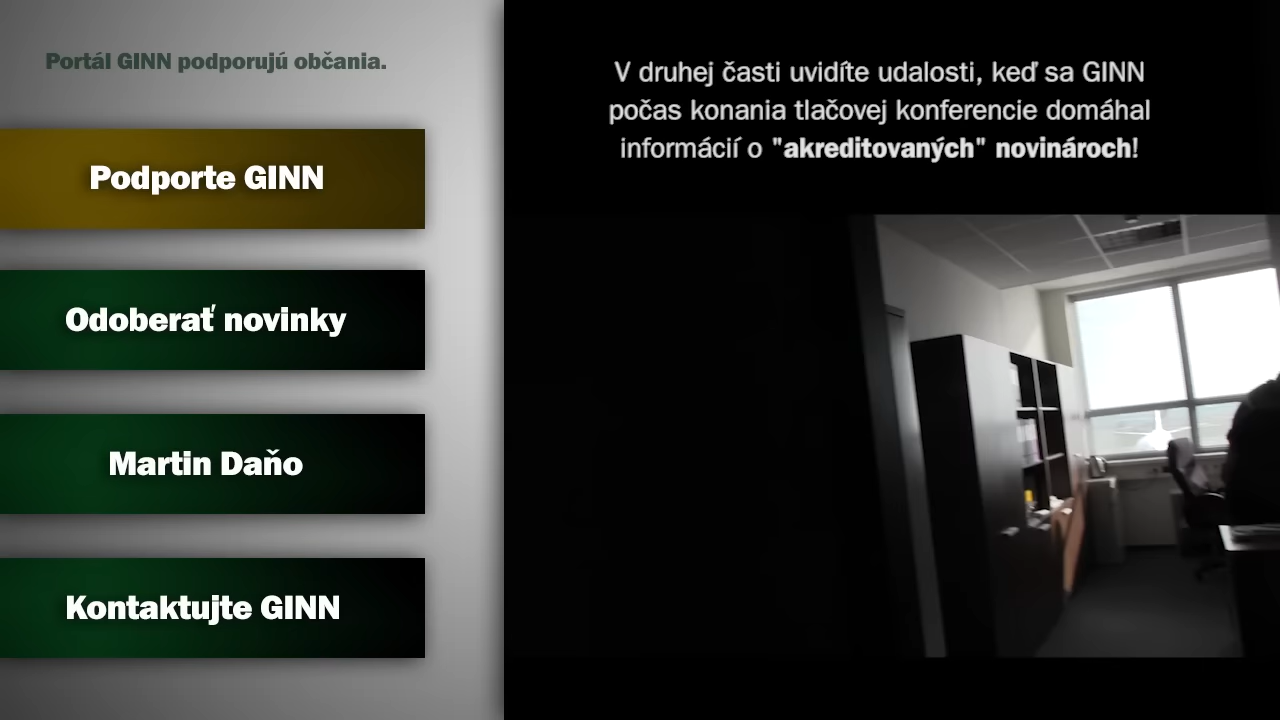 Portál GINN podporujú občania.
Podporte GINN
Odoberať novinky
Martin Daňo
Kontaktujte GINN
V druhej časti uvidíte udalosti, keď sa GINN
počas konania tlačovej konferencie domáhal
informácií o "akreditovaných" novinároch!